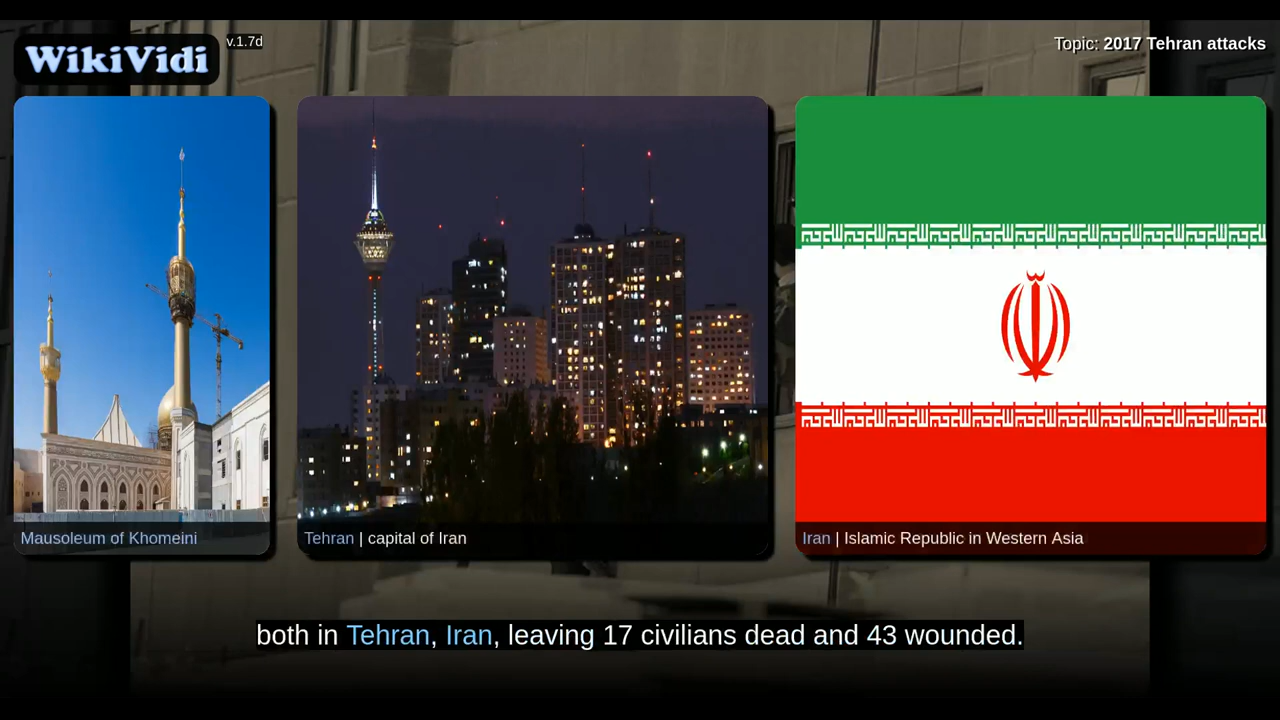 WikiVidi
v.1.7d
Topic: 2017 Tehran attacks
Mausoleum of Khomeini
Tehran | capital of Iran
Iran | Islamic Republic in Western Asia
both in Tehran, Iran, leaving 17 civilians dead and 43 wounded.